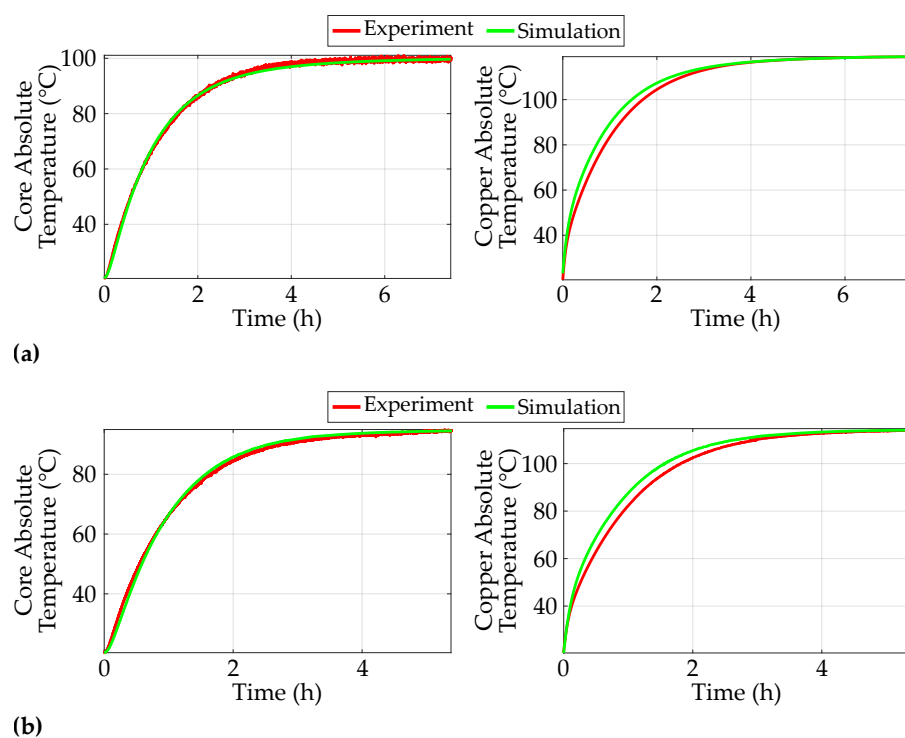 Experiment Simulation
Core Absolute
Temperature (°C)
100
80
60
40
0 2 4 6
Time (h)
Copper Absolute
Temperature (°C)
100
80
60
40
0 2 4 6
Time (h)
(a)
Experiment Simulation
Core Absolute
Temperature (°C)
80
60
40
0 2 4
Time (h)
Copper Absolute
Temperature (°C)
100
80
60
40
0 2 4
Time (h)
(b)